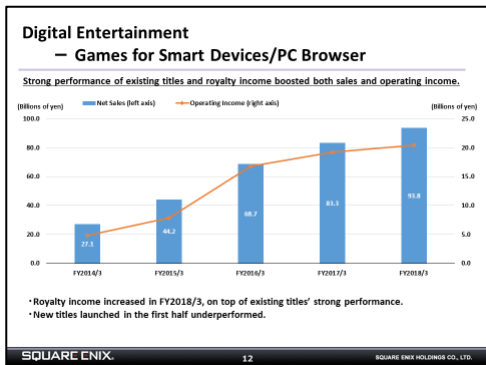 Digital Entertainment
– Games for Smart Devices/PC Browser
Strong performance of existing titles and royalty income boosted both sales and operating income.
(Billions of yen) Net Sales (left axis) Operating Income (right axis) (Billions of yen)
100.0 25.0
80.0 20.0
60.0 15.0
40.0 10.0
20.0 5.0
0.0 0.0
27.1 44.2 68.7 83.3 93.8
FY2014/3 FY2015/3 FY2016/3 FY2017/3 FY2018/3
・Royalty income increased in FY2018/3, on top of existing titles' strong performance.
・New titles launched in the first half underperformed.
SQUARE ENIX. 12 SQUARE ENIX HOLDINGS CO., LTD.